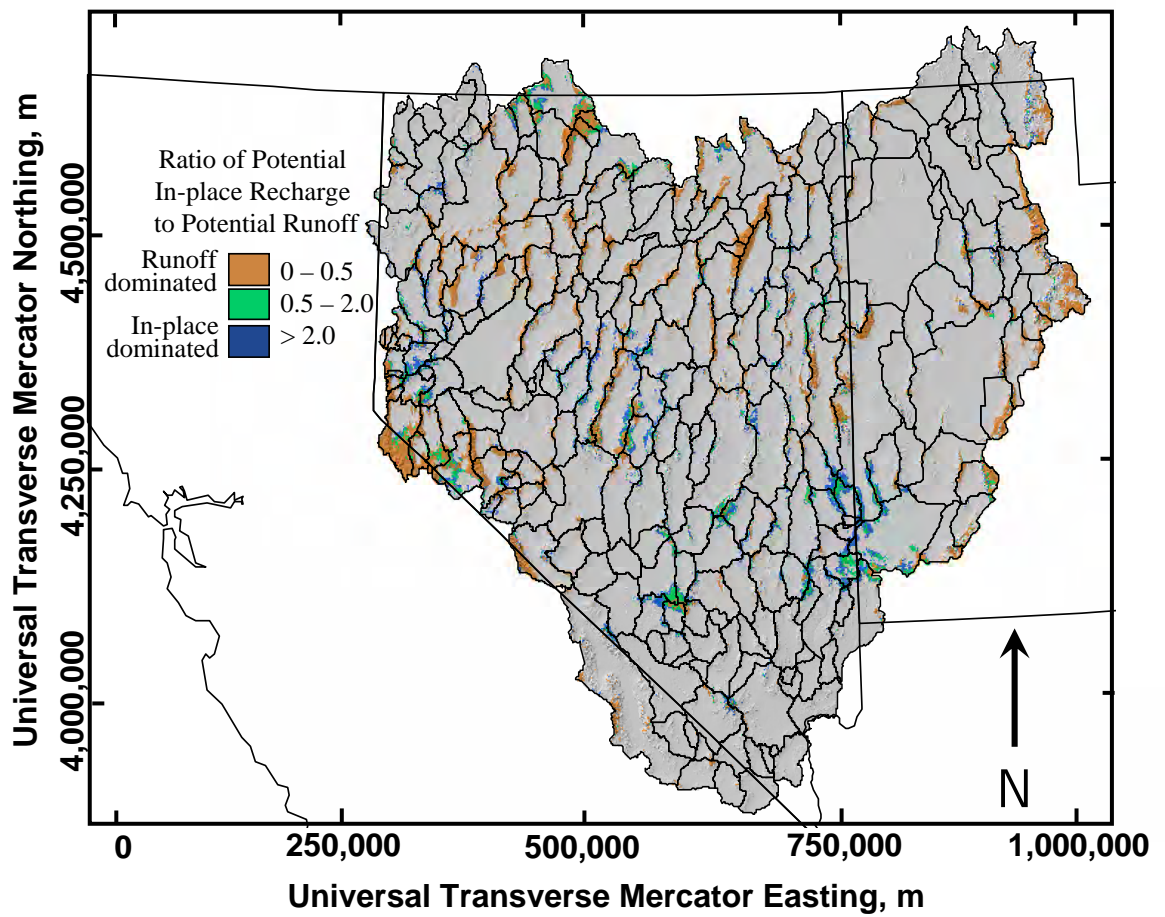 Ratio of Potential
In-place Recharge
to Potential Runoff
Runoff
dominated
0 – 0.5
0.5 – 2.0
In-place
dominated
> 2.0
Universal Transverse Mercator Northing, m
4,500,000
4,250,000
4,000,000
N
0
250,000
500,000
750,000
1,000,000
Universal Transverse Mercator Easting, m